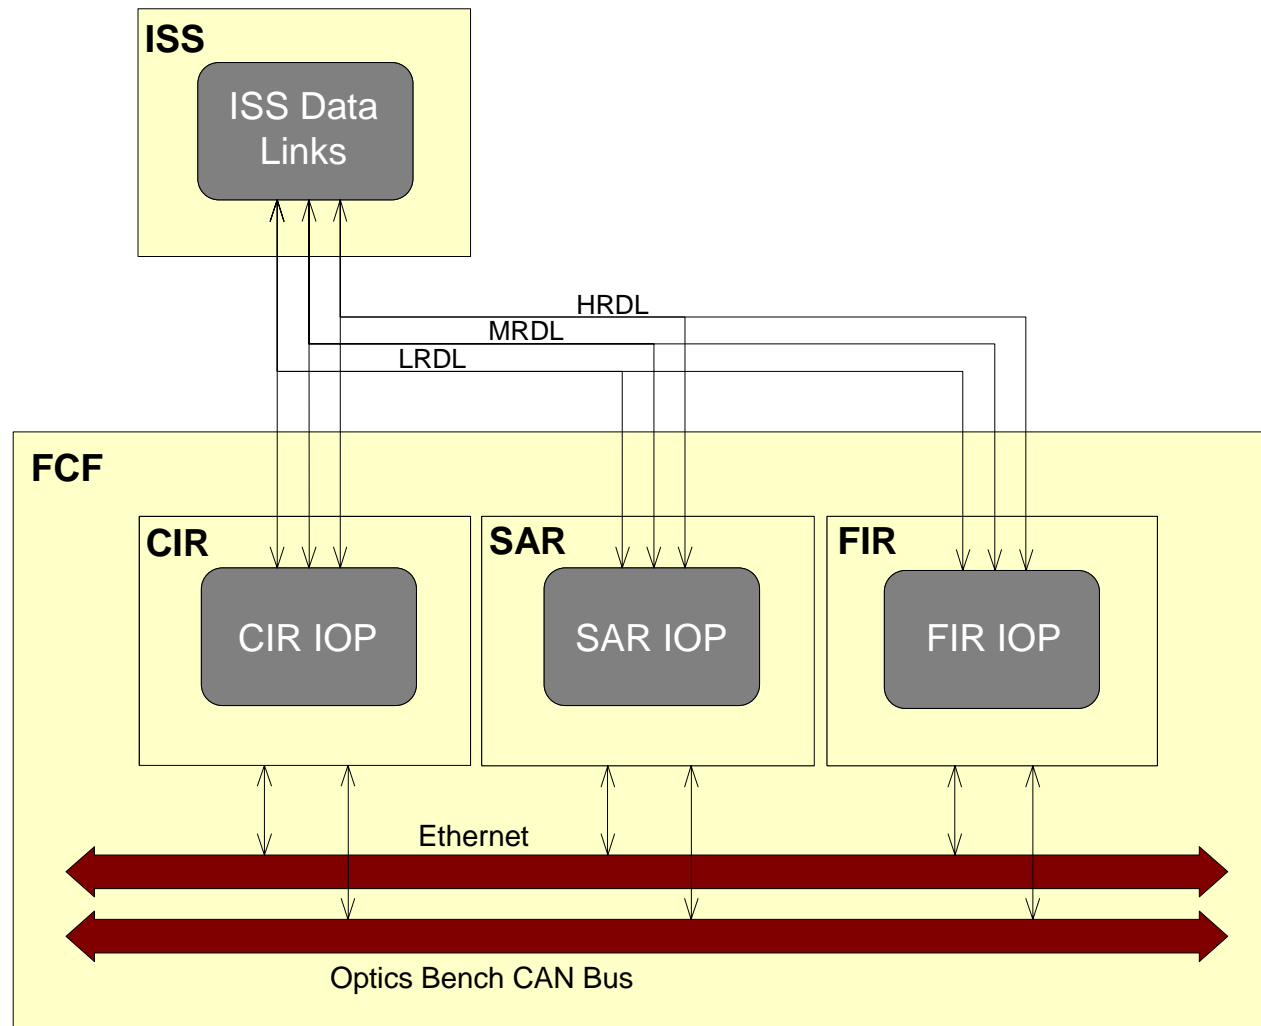 ISS
ISS Data
Links
HRDL
MRDL
LRDL
FCF
CIR
SAR
FIR
CIR IOP
SAR IOP
FIR IOP
Ethernet
Optics Bench CAN Bus